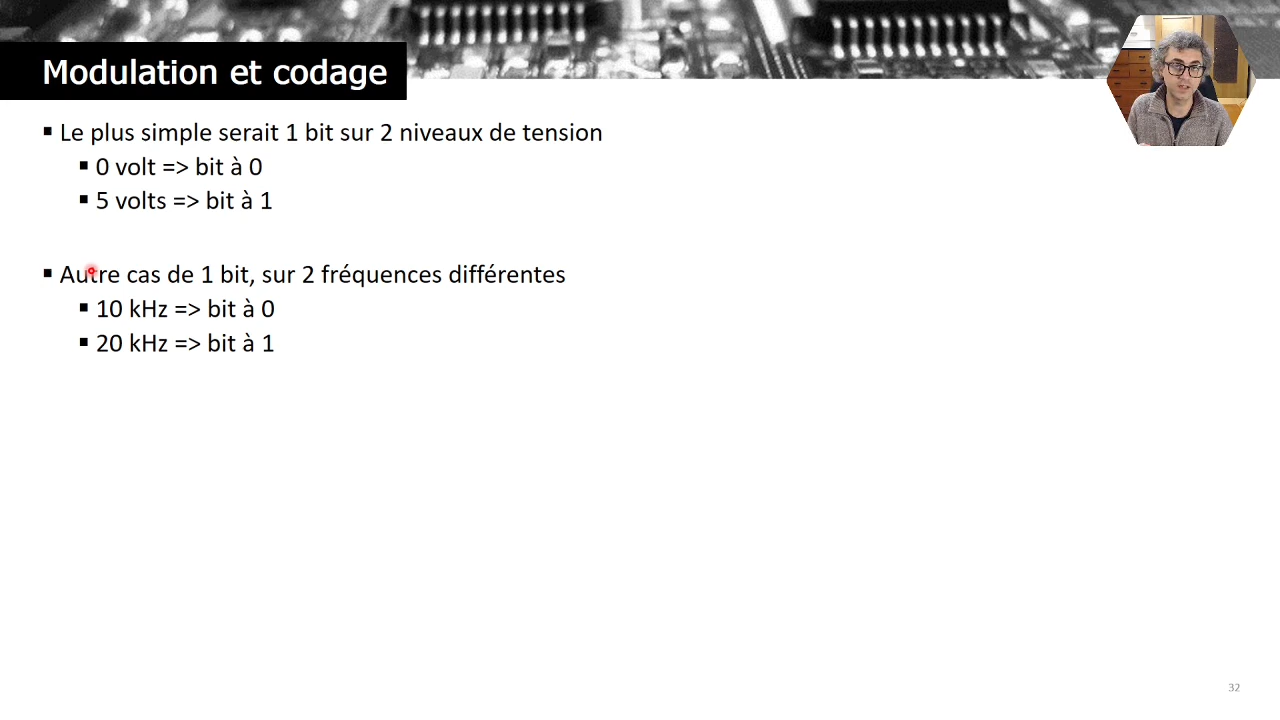 Modulation et codage
▪ Le plus simple serait 1 bit sur 2 niveaux de tension
▪ 0 volt => bit à 0
▪ 5 volts => bit à 1
▪ Autre cas de 1 bit, sur 2 fréquences différentes
▪ 10 kHz => bit à 0
▪ 20 kHz => bit à 1
32